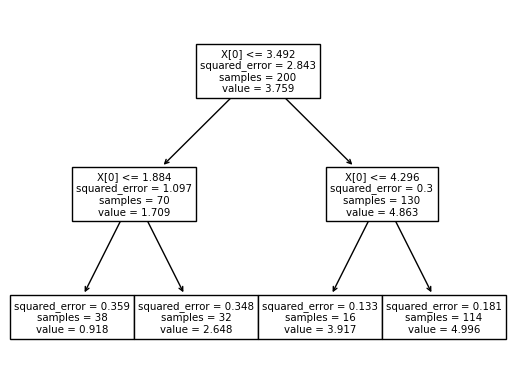 X[0] <= 3.492
squared_error = 2.843
samples = 200
value = 3.759
X[0] <= 1.884
squared_error = 1.097
samples = 70
value = 1.709
X[0] <= 4.296
squared_error = 0.3
samples = 130
value = 4.863
squared_error = 0.359
samples = 38
value = 0.918
squared_error = 0.348
samples = 32
value = 2.648
squared_error = 0.133
samples = 16
value = 3.917
squared_error = 0.181
samples = 114
value = 4.996